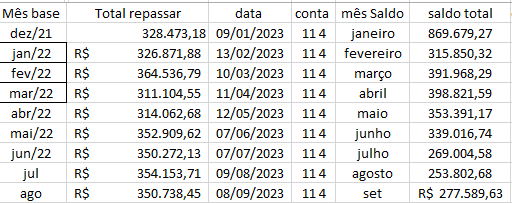 Mês base Total repassar data conta mês Saldo saldo total
dez/21 328.473,18 09/01/2023 11 4 janeiro 869.679,27
jan/22 R$ 326.871,88 13/02/2023 11 4 fevereiro 315.850,32
fev/22 R$ 364.536,79 10/03/2023 11 4 março 391.968,29
mar/22 R$ 311.104,55 11/04/2023 11 4 abril 398.821,59
abr/22 R$ 314.062,68 12/05/2023 11 4 maio 353.391,17
mai/22 R$ 352.909,62 07/06/2023 11 4 junho 339.016,74
jun/22 R$ 350.272,13 07/07/2023 11 4 julho 269.004,58
jul R$ 354.153,71 09/08/2023 11 4 agosto 253.802,68
ago R$ 350.738,45 08/09/2023 11 4 set R$ 277.589,63